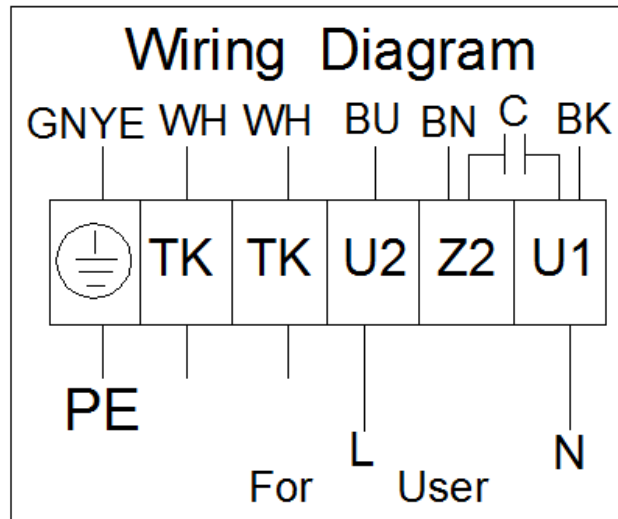 Wiring Diagram
GNYE WH WH BU BN C BK
TK TK U2 Z2 U1
PE
L N
For User